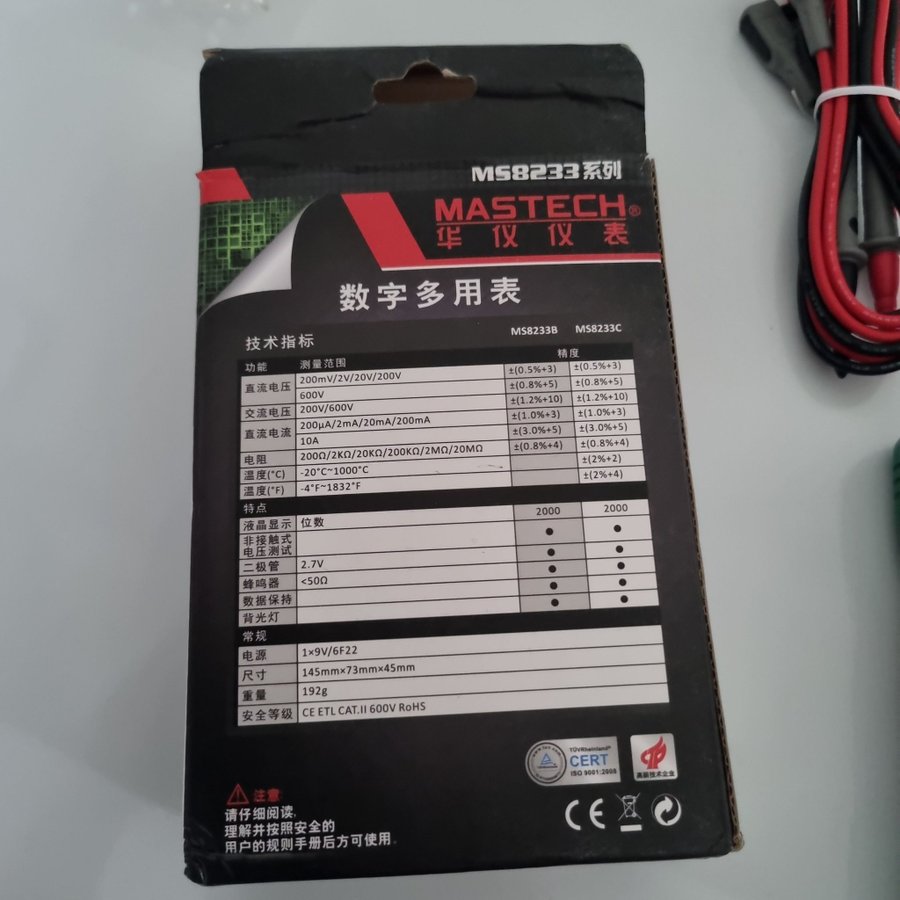 MS8233系列
MASTECH®
华仪仪表
数字多用表
技术指标 MS8233B MS8233C
功能 测量范围 精度
直流电压 200mV/2V/20V/200V ±(0.5%+3) ±(0.5%+3)
600V ±(0.8%+5) ±(0.8%+5)
交流电压 200V/600V ±(1.2%+10) ±(1.2%+10)
直流电流 200μA/2mA/20mA/200mA ±(1.0%+3) ±(1.0%+3)
10A ±(3.0%+5) ±(3.0%+5)
电阻 200Ω/2KΩ/20KΩ/200KΩ/2MΩ/20MΩ ±(0.8%+4) ±(0.8%+4)
温度(°C) -20°C~1000°C ±(2%+2)
温度(°F) -4°F~1832°F ±(2%+4)
特点
液晶显示 位数 2000 2000
非接触式
电压测试 ● ●
二极管 2.7V ● ●
蜂鸣器 <50Ω ● ●
数据保持 ● ●
背光灯 ● ●
常规
电源 1×9V/6F22
尺寸 145mm×73mm×45mm
重量 192g
安全等级 CE ETL CAT.II 600V RoHS
TÜVRheinland®
CERT
ISO 9001:2008
高新技术企业
注意
请仔细阅读,
理解并按照安全的
用户的规则手册后方可使用。
CE